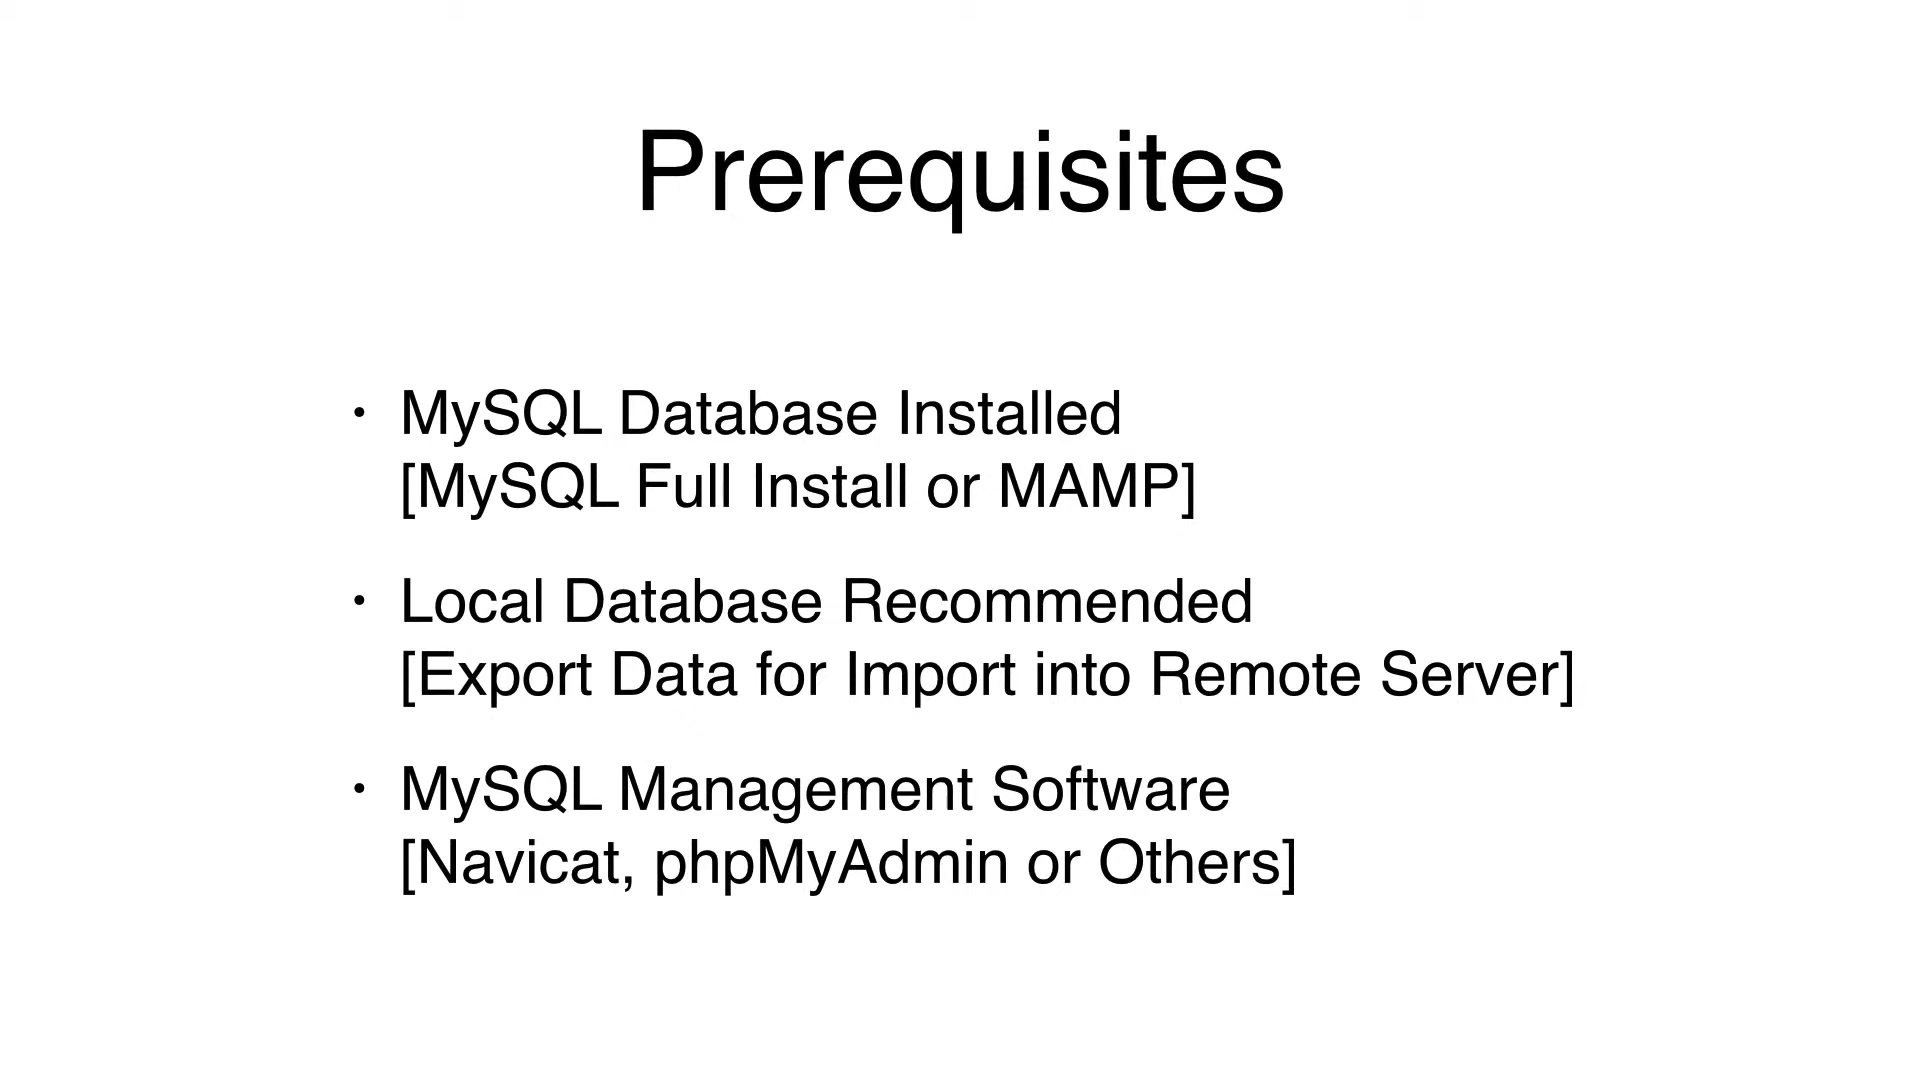 Prerequisites
• MySQL Database Installed
[MySQL Full Install or MAMP]
• Local Database Recommended
[Export Data for Import into Remote Server]
• MySQL Management Software
[Navicat, phpMyAdmin or Others]